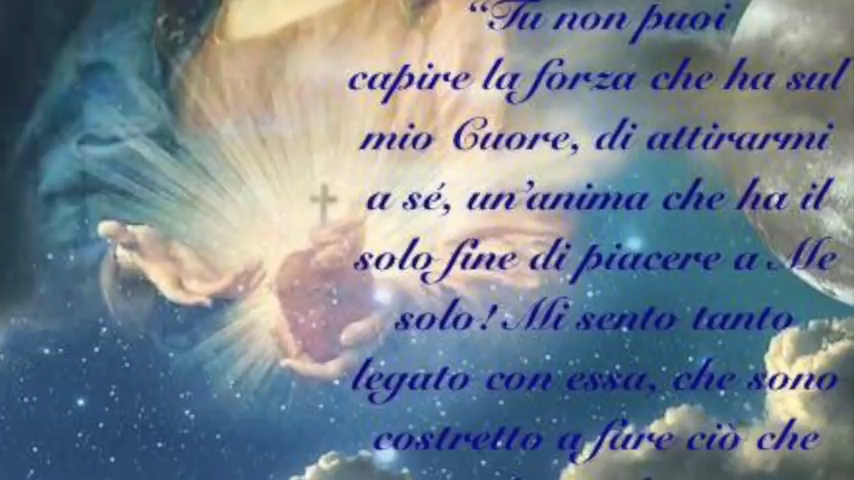 “Tu non puoi
capire la forza che ha sul
mio Cuore, di attirarmi
a sé, un’anima che ha il
solo fine di piacere a Me
solo! Mi sento tanto
legato con essa, che sono
costretto a fare ciò che